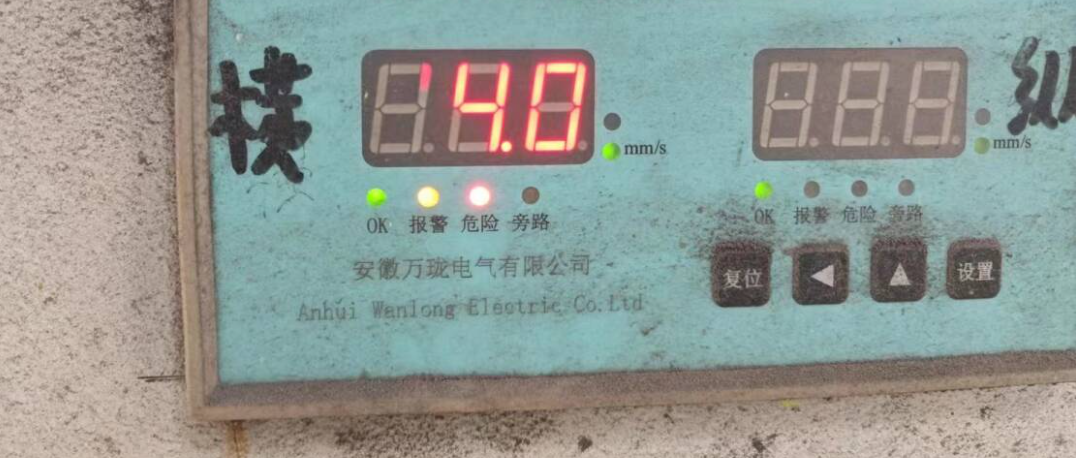 横
4.0
mm/s
OK 报警 危险 旁路
纵
mm/s
OK 报警 危险 旁路
复位 ◀ ▲ 设置
安徽万珑电气有限公司
Anhui Wanlong Electric Co.Ltd